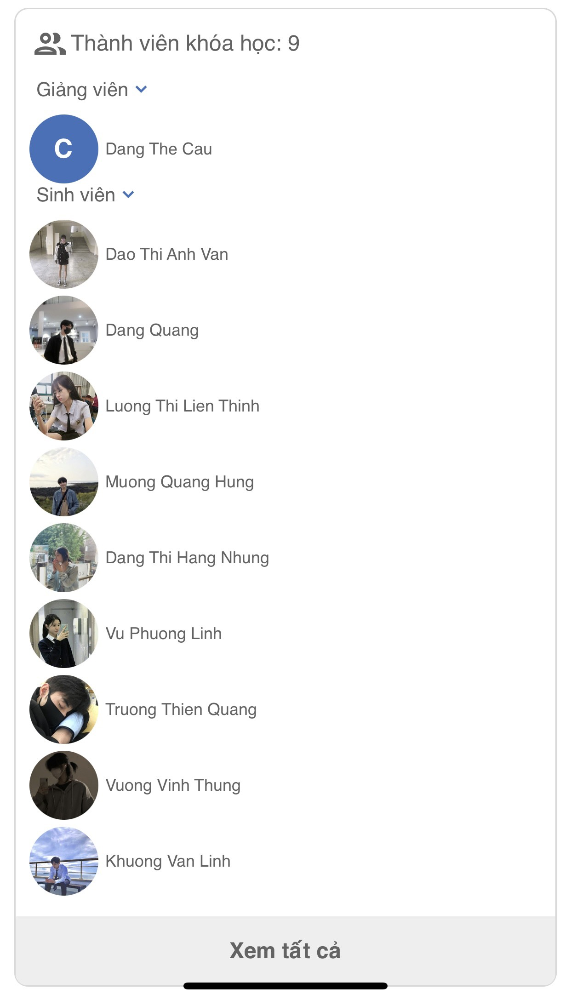 Thành viên khóa học: 9
Giảng viên
C
Dang The Cau
Sinh viên
Dao Thi Anh Van
Dang Quang
Luong Thi Lien Thinh
Muong Quang Hung
Dang Thi Hang Nhung
Vu Phuong Linh
Truong Thien Quang
Vuong Vinh Thung
Khuong Van Linh
Xem tất cả